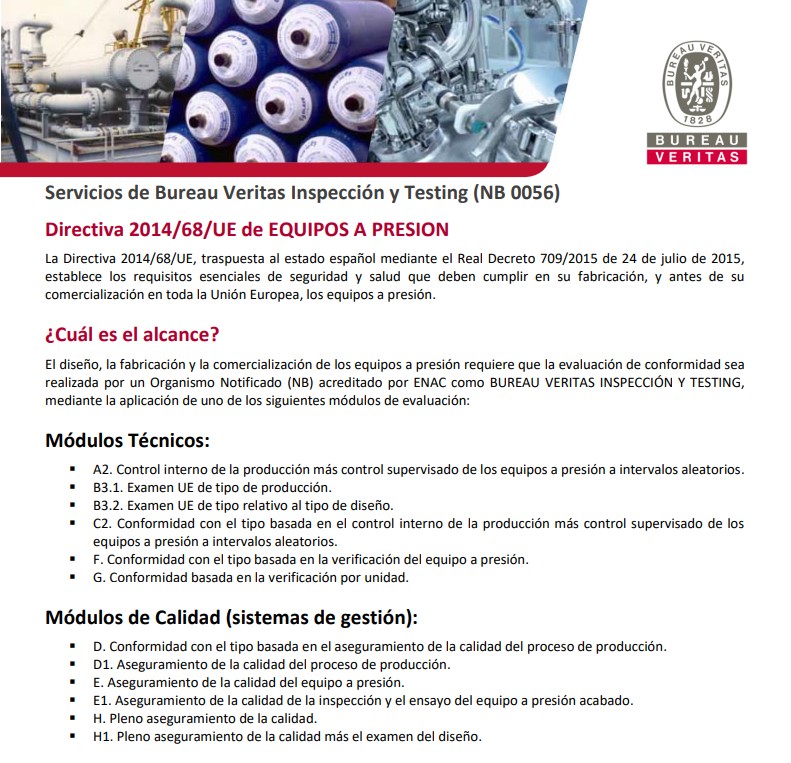 BUREAU VERITAS
1828
BUREAU
VERITAS
Servicios de Bureau Veritas Inspección y Testing (NB 0056)
Directiva 2014/68/UE de EQUIPOS A PRESION
La Directiva 2014/68/UE, traspuesta al estado español mediante el Real Decreto 709/2015 de 24 de julio de 2015,
establece los requisitos esenciales de seguridad y salud que deben cumplir en su fabricación, y antes de su
comercialización en toda la Unión Europea, los equipos a presión.
¿Cuál es el alcance?
El diseño, la fabricación y la comercialización de los equipos a presión requiere que la evaluación de conformidad sea
realizada por un Organismo Notificado (NB) acreditado por ENAC como BUREAU VERITAS INSPECCIÓN Y TESTING,
mediante la aplicación de uno de los siguientes módulos de evaluación:
Módulos Técnicos:
▪ A2. Control interno de la producción más control supervisado de los equipos a presión a intervalos aleatorios.
▪ B3.1. Examen UE de tipo de producción.
▪ B3.2. Examen UE de tipo relativo al tipo de diseño.
▪ C2. Conformidad con el tipo basada en el control interno de la producción más control supervisado de los
equipos a presión a intervalos aleatorios.
▪ F. Conformidad con el tipo basada en la verificación del equipo a presión.
▪ G. Conformidad basada en la verificación por unidad.
Módulos de Calidad (sistemas de gestión):
▪ D. Conformidad con el tipo basada en el aseguramiento de la calidad del proceso de producción.
▪ D1. Aseguramiento de la calidad del proceso de producción.
▪ E. Aseguramiento de la calidad del equipo a presión.
▪ E1. Aseguramiento de la calidad de la inspección y el ensayo del equipo a presión acabado.
▪ H. Pleno aseguramiento de la calidad.
▪ H1. Pleno aseguramiento de la calidad más el examen del diseño.